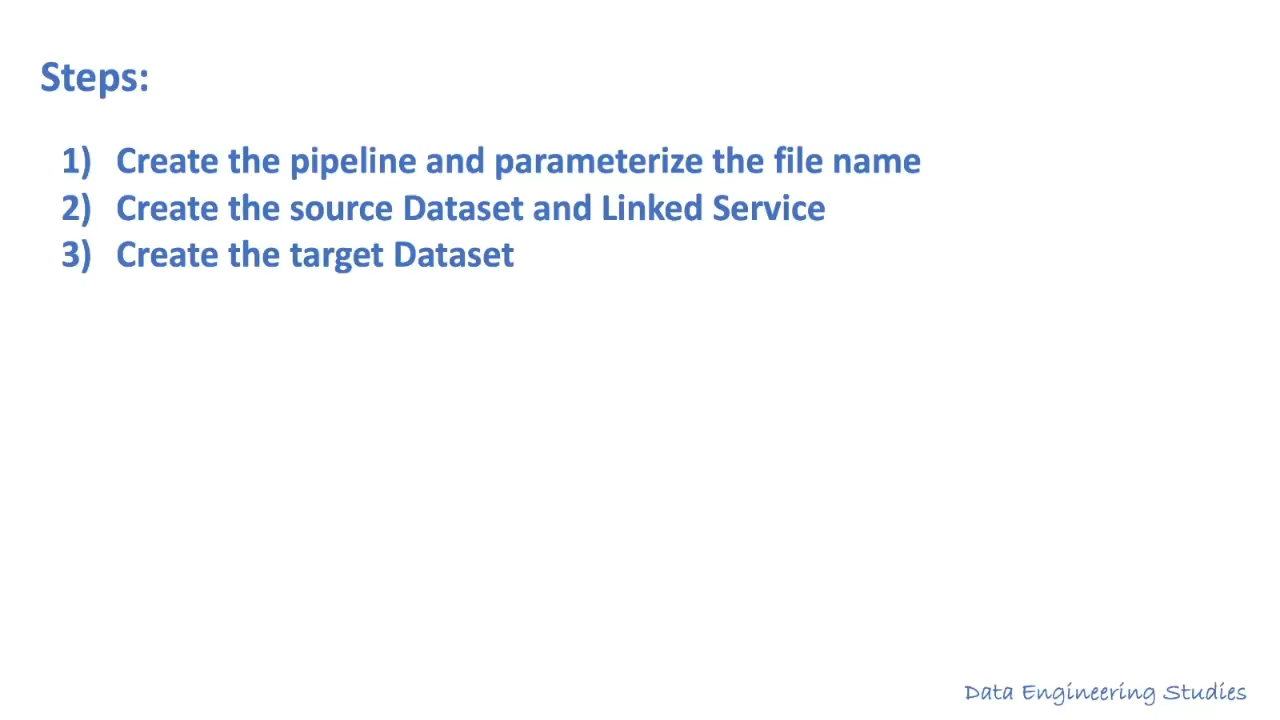 Steps:
1) Create the pipeline and parameterize the file name
2) Create the source Dataset and Linked Service
3) Create the target Dataset
Data Engineering Studies